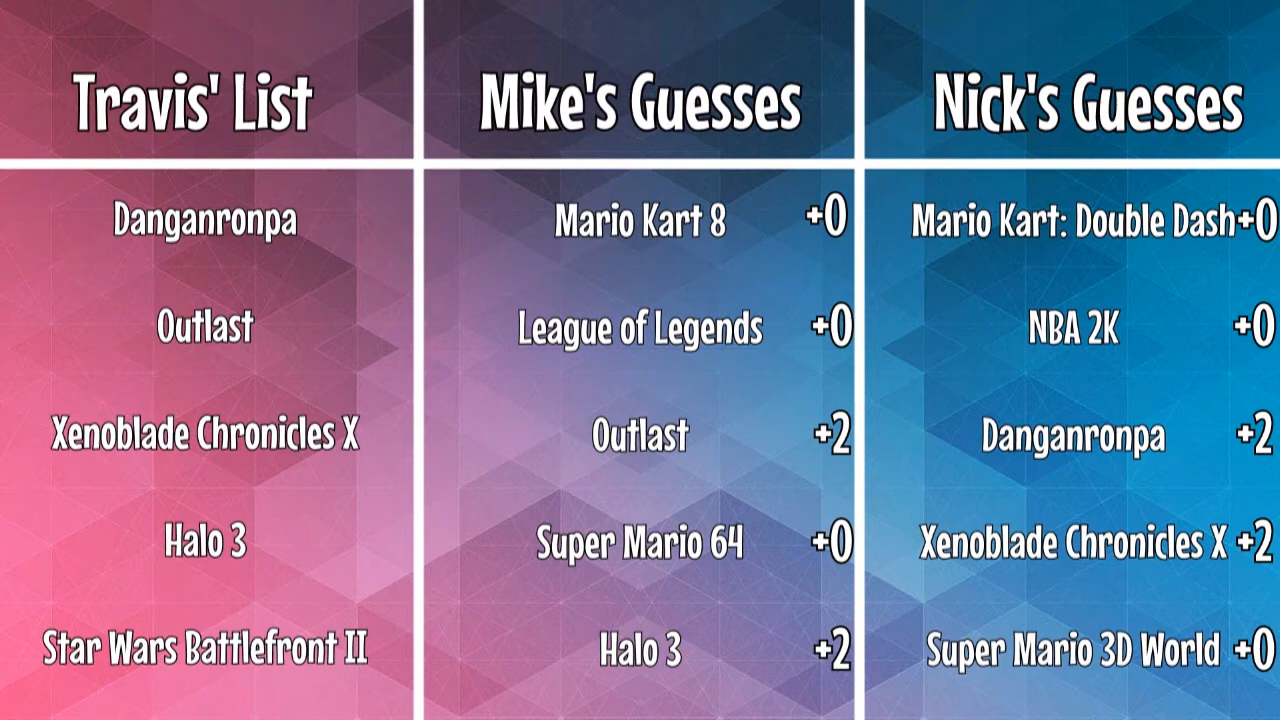 Travis' List Mike's Guesses Nick's Guesses
Danganronpa Mario Kart 8 +0 Mario Kart: Double Dash +0
Outlast League of Legends +0 NBA 2K +0
Xenoblade Chronicles X Outlast +2 Danganronpa +2
Halo 3 Super Mario 64 +0 Xenoblade Chronicles X +2
Star Wars Battlefront II Halo 3 +2 Super Mario 3D World +0